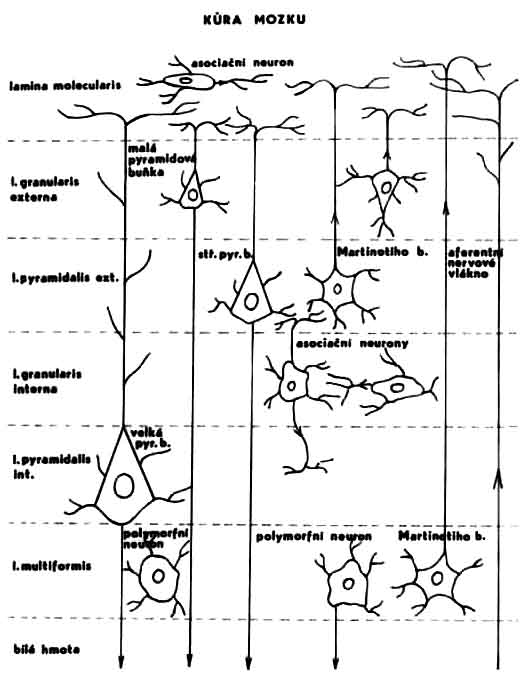 KŮRA MOZKU
asociační neuron
lamina molecularis
malá
pyramidová
buňka
l. granularis
externa
stř. pyr. b.
Martinotiho b.
aferentní
nervové
vlákno
l. pyramidalis ext.
asociační neurony
l. granularis
interna
velká
pyr. b.
l. pyramidalis
int.
polymorfní
neuron
polymorfní neuron
Martinotiho b.
l. multiformis
bílá hmota